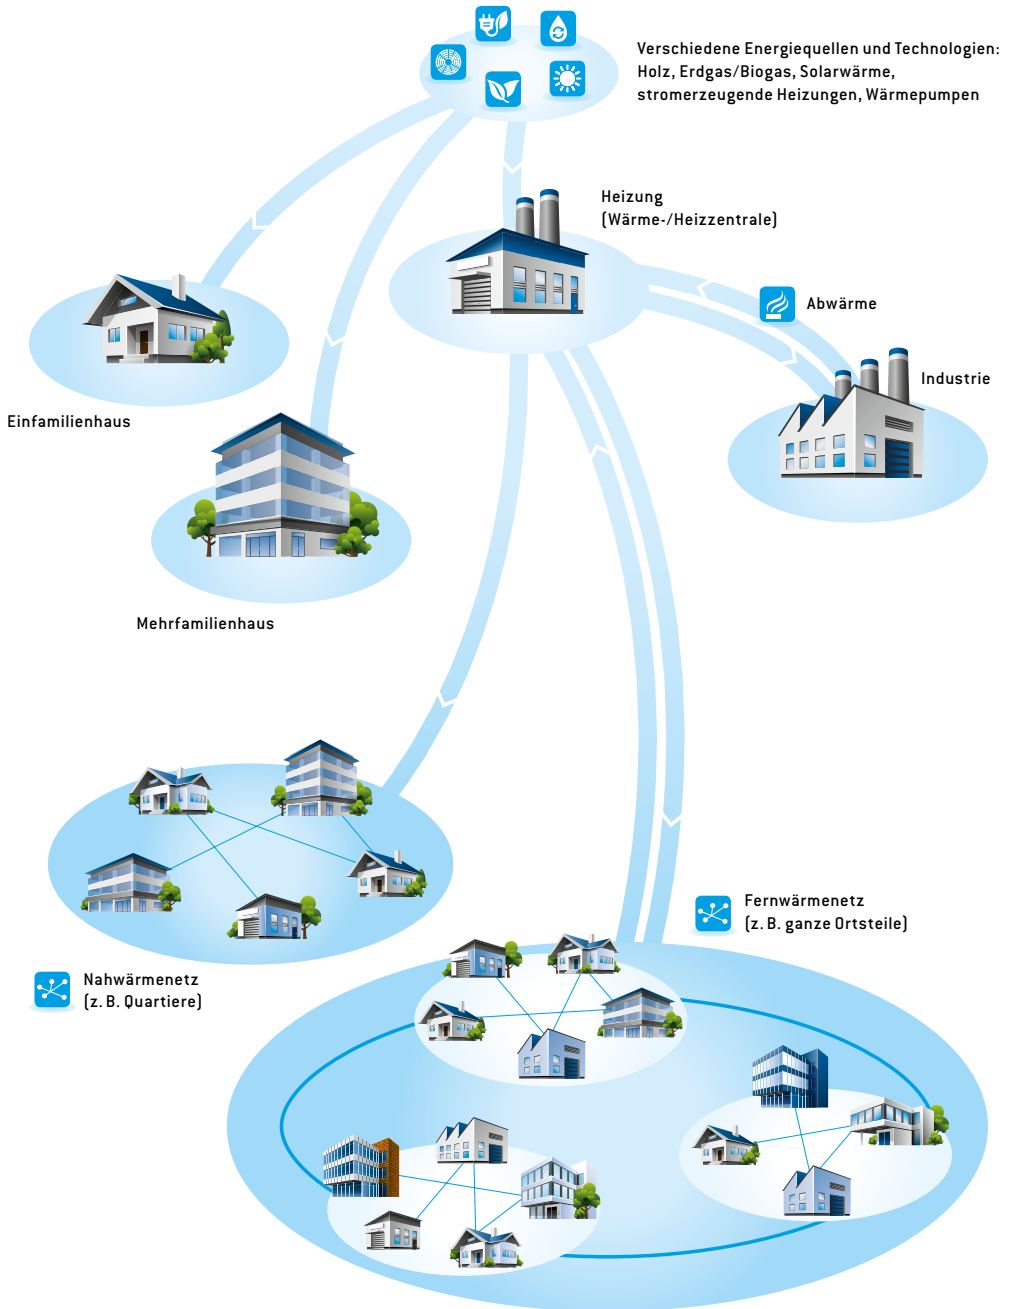 Verschiedene Energiequellen und Technologien:
Holz, Erdgas/Biogas, Solarwärme,
stromerzeugende Heizungen, Wärmepumpen
Heizung
(Wärme-/Heizzentrale)
Abwärme
Industrie
Einfamilienhaus
Mehrfamilienhaus
Fernwärmenetz
(z. B. ganze Ortsteile)
Nahwärmenetz
(z. B. Quartiere)